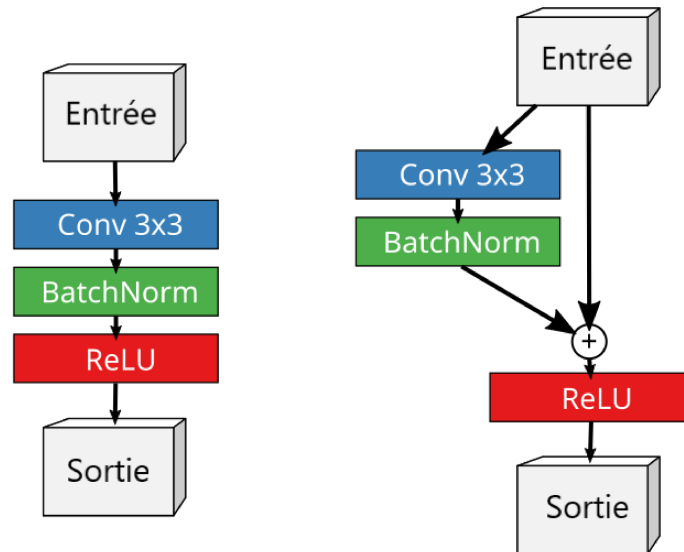 Entrée
Conv 3x3
BatchNorm
ReLU
Sortie
Entrée
Conv 3x3
BatchNorm
+
ReLU
Sortie